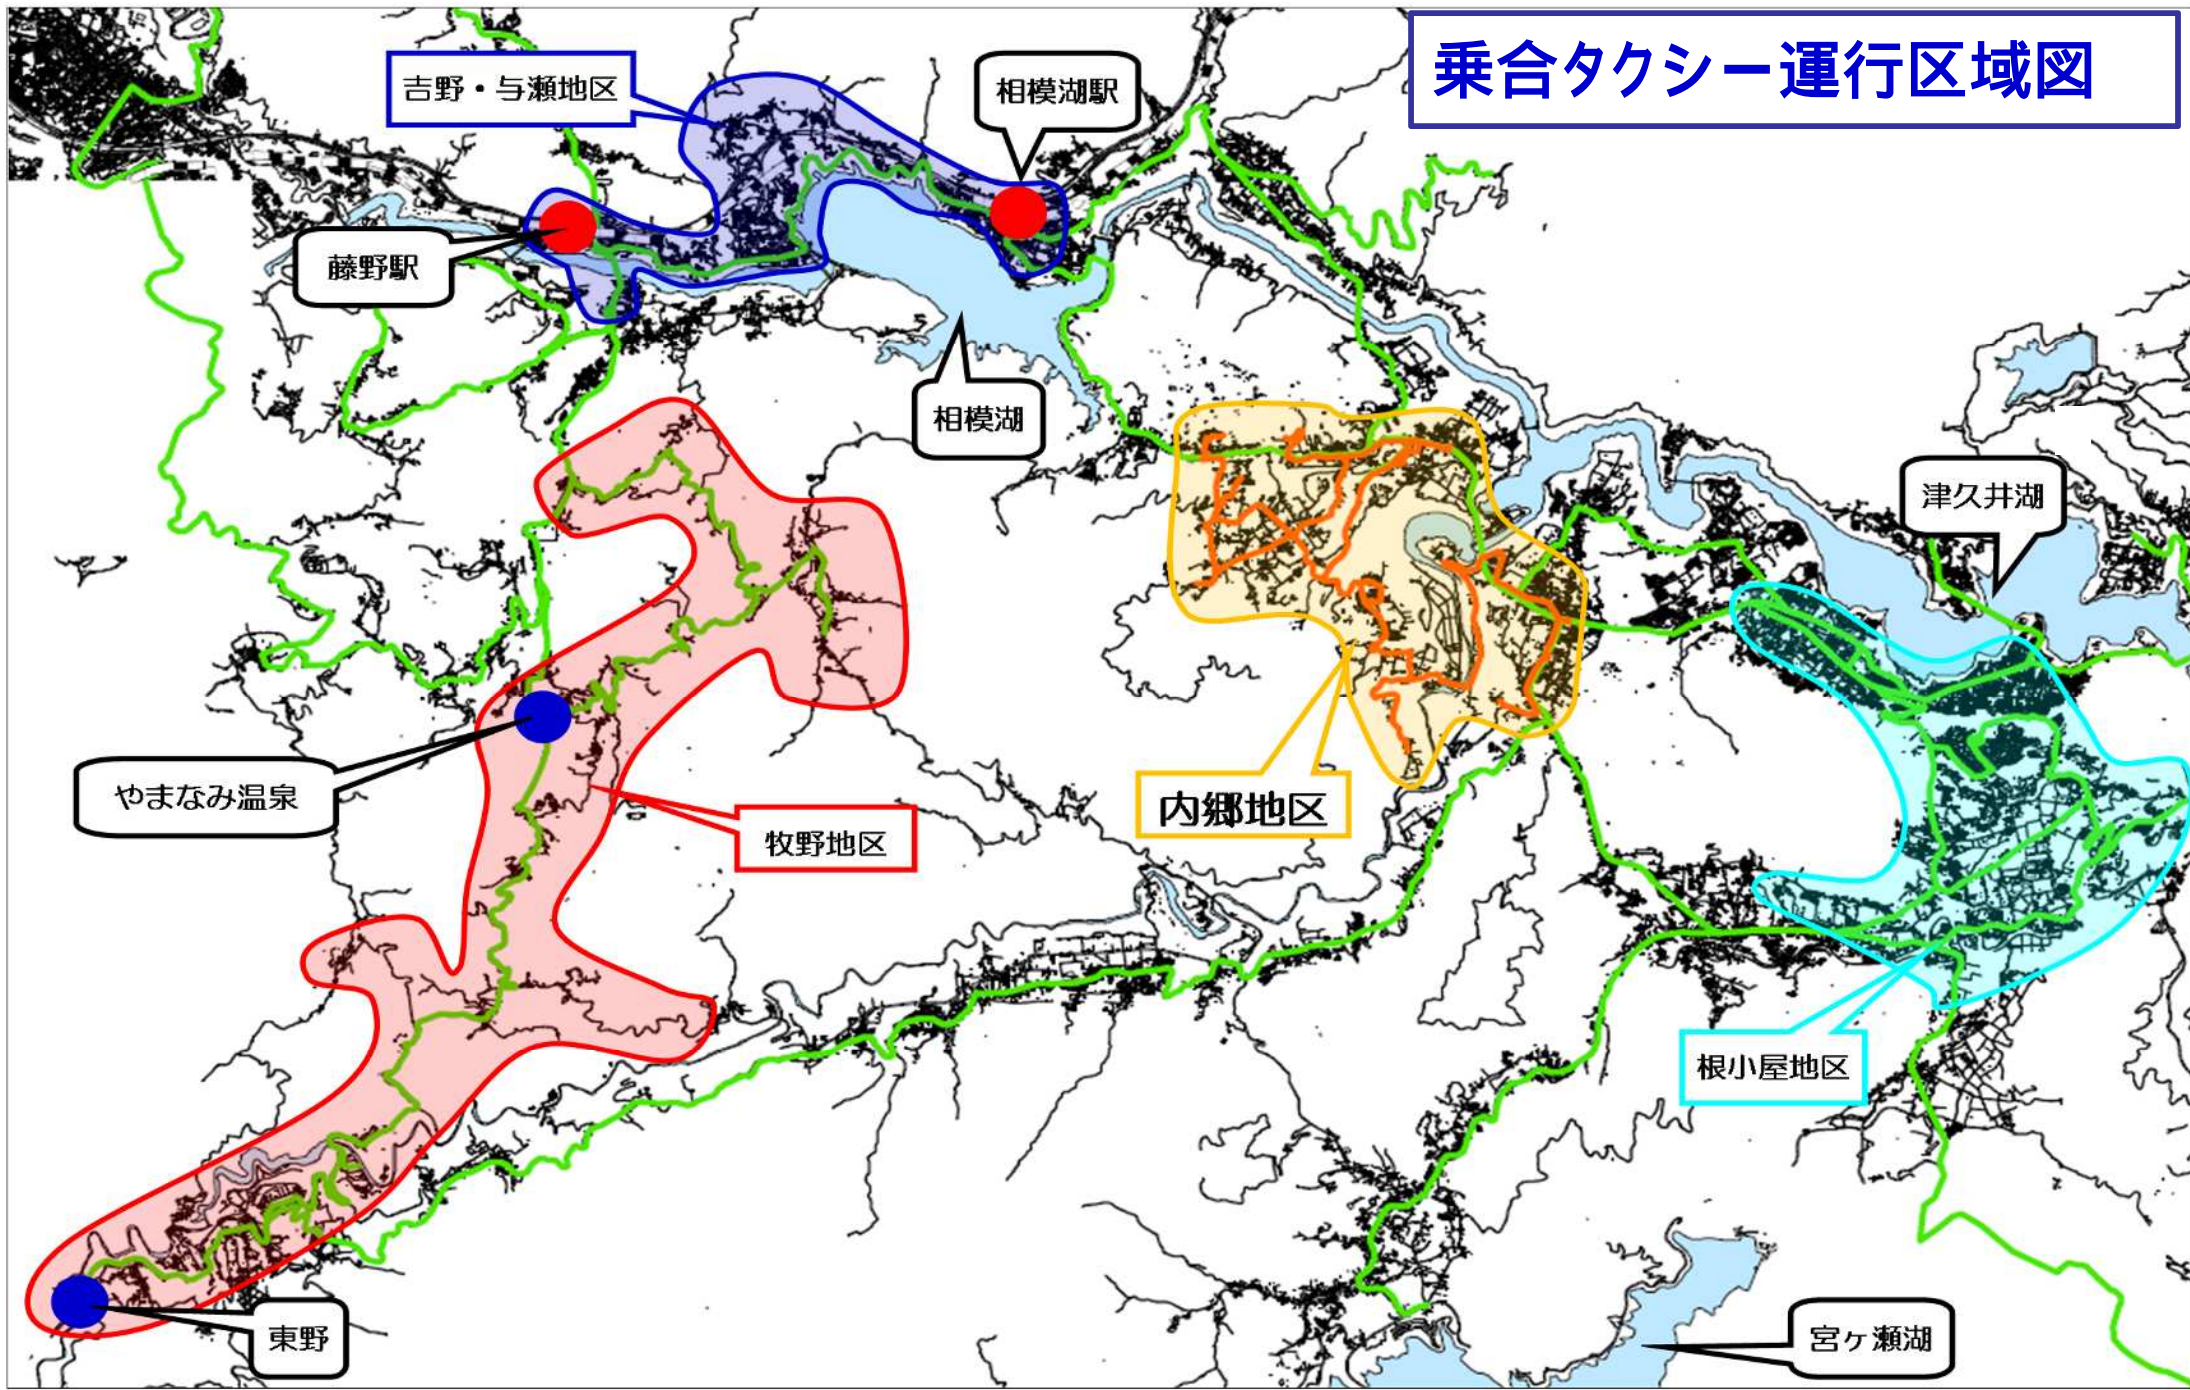 乗合タクシー運行区域図
吉野・与瀬地区
相模湖駅
藤野駅
相模湖
津久井湖
やまなみ温泉
牧野地区
内郷地区
根小屋地区
東野
宮ヶ瀬湖